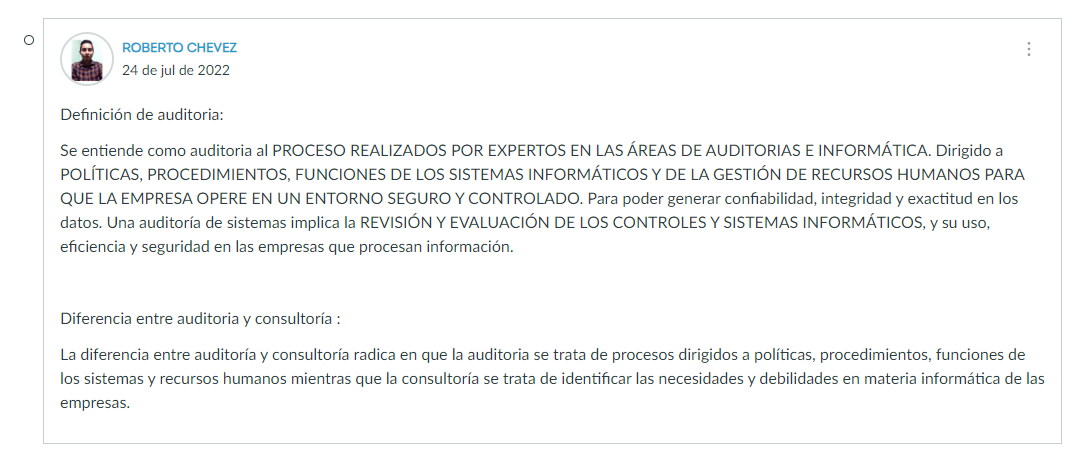 ROBERTO CHEVEZ
24 de jul de 2022
Definición de auditoria:
Se entiende como auditoria al PROCESO REALIZADOS POR EXPERTOS EN LAS ÁREAS DE AUDITORIAS E INFORMÁTICA. Dirigido a
POLÍTICAS, PROCEDIMIENTOS, FUNCIONES DE LOS SISTEMAS INFORMÁTICOS Y DE LA GESTIÓN DE RECURSOS HUMANOS PARA
QUE LA EMPRESA OPERE EN UN ENTORNO SEGURO Y CONTROLADO. Para poder generar confiabilidad, integridad y exactitud en los
datos. Una auditoría de sistemas implica la REVISIÓN Y EVALUACIÓN DE LOS CONTROLES Y SISTEMAS INFORMÁTICOS, y su uso,
eficiencia y seguridad en las empresas que procesan información.
Diferencia entre auditoria y consultoría :
La diferencia entre auditoría y consultoría radica en que la auditoria se trata de procesos dirigidos a políticas, procedimientos, funciones de
los sistemas y recursos humanos mientras que la consultoría se trata de identificar las necesidades y debilidades en materia informática de las
empresas.